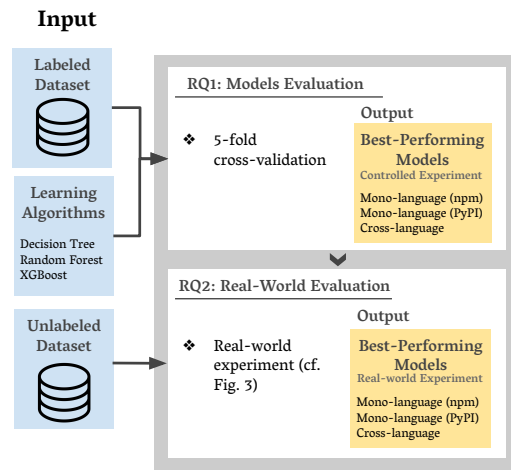 Input
Labeled
Dataset
Learning
Algorithms
Decision Tree
Random Forest
XGBoost
Unlabeled
Dataset
RQ1: Models Evaluation
❖ 5-fold
cross-validation
Output
Best-Performing
Models
Controlled Experiment
Mono-language (npm)
Mono-language (PyPI)
Cross-language
RQ2: Real-World Evaluation
❖ Real-world
experiment (cf.
Fig. 3)
Output
Best-Performing
Models
Real-world Experiment
Mono-language (npm)
Mono-language (PyPI)
Cross-language